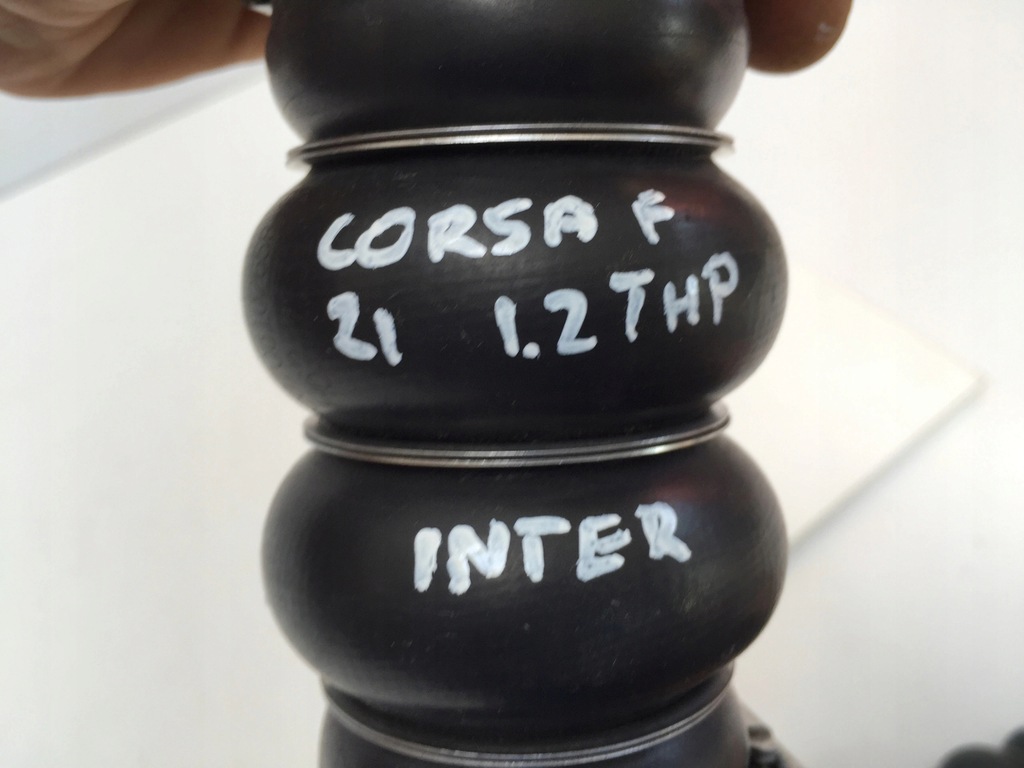 CORSA F
21 1.2 THP
INTER